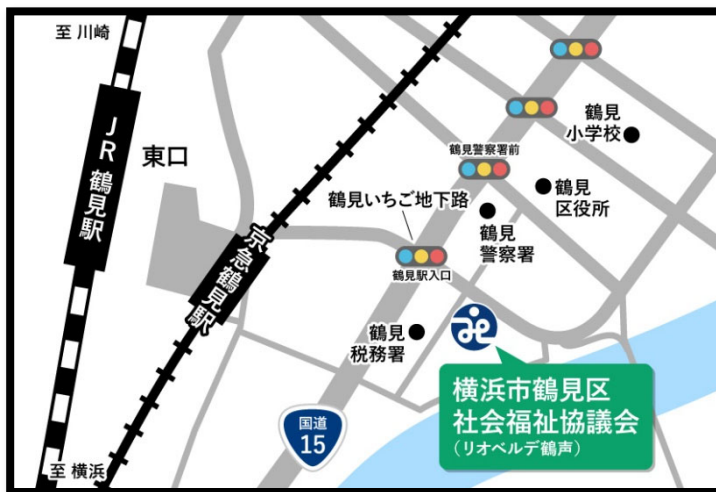 至 川崎
JR 鶴見駅
東口
京急鶴見駅
至 横浜
鶴見
小学校
鶴見警察署前
鶴見
区役所
鶴見いちご地下路
鶴見
警察署
鶴見駅入口
鶴見
税務署
国道
15
横浜市鶴見区
社会福祉協議会
（リオベルデ鶴声）